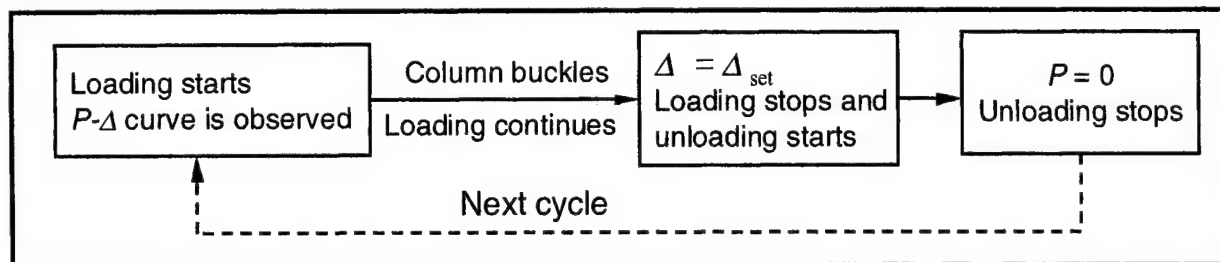 Loading starts
P-Δ curve is observed
Column buckles
Loading continues
Δ = Δset
Loading stops and
unloading starts
P = 0
Unloading stops
Next cycle